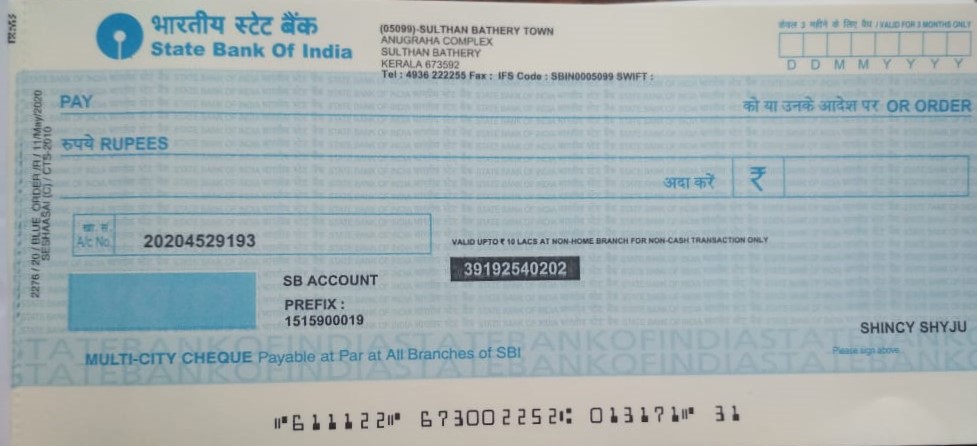 भारतीय स्टेट बैंक
State Bank Of India
(05099)-SULTHAN BATHERY TOWN
ANUGRAHA COMPLEX
SULTHAN BATHERY
KERALA 673592
Tel : 4936 222255 Fax : IFS Code : SBIN0005099 SWIFT :
केवल 3 महीने के लिए वैध / VALID FOR 3 MONTHS ONLY
D D M M Y Y Y Y
PAY को या उनके आदेश पर OR ORDER
रुपये RUPEES
अदा करें ₹
खा. सं.
A/c No. 20204529193
VALID UPTO ₹ 10 LACS AT NON-HOME BRANCH FOR NON-CASH TRANSACTION ONLY
39192540202
SB ACCOUNT
PREFIX :
1515900019
SHINCY SHYJU
Please sign above
MULTI-CITY CHEQUE Payable at Par at All Branches of SBI
STATEBANKOFINDIASTATEBANK
⑈611122⑈ 673002252⑆ 013171⑈ 31
2276 / 20 / BLUE_ORDER /R / 11/May/2020
SESHAASAI (C) / CTS-2010